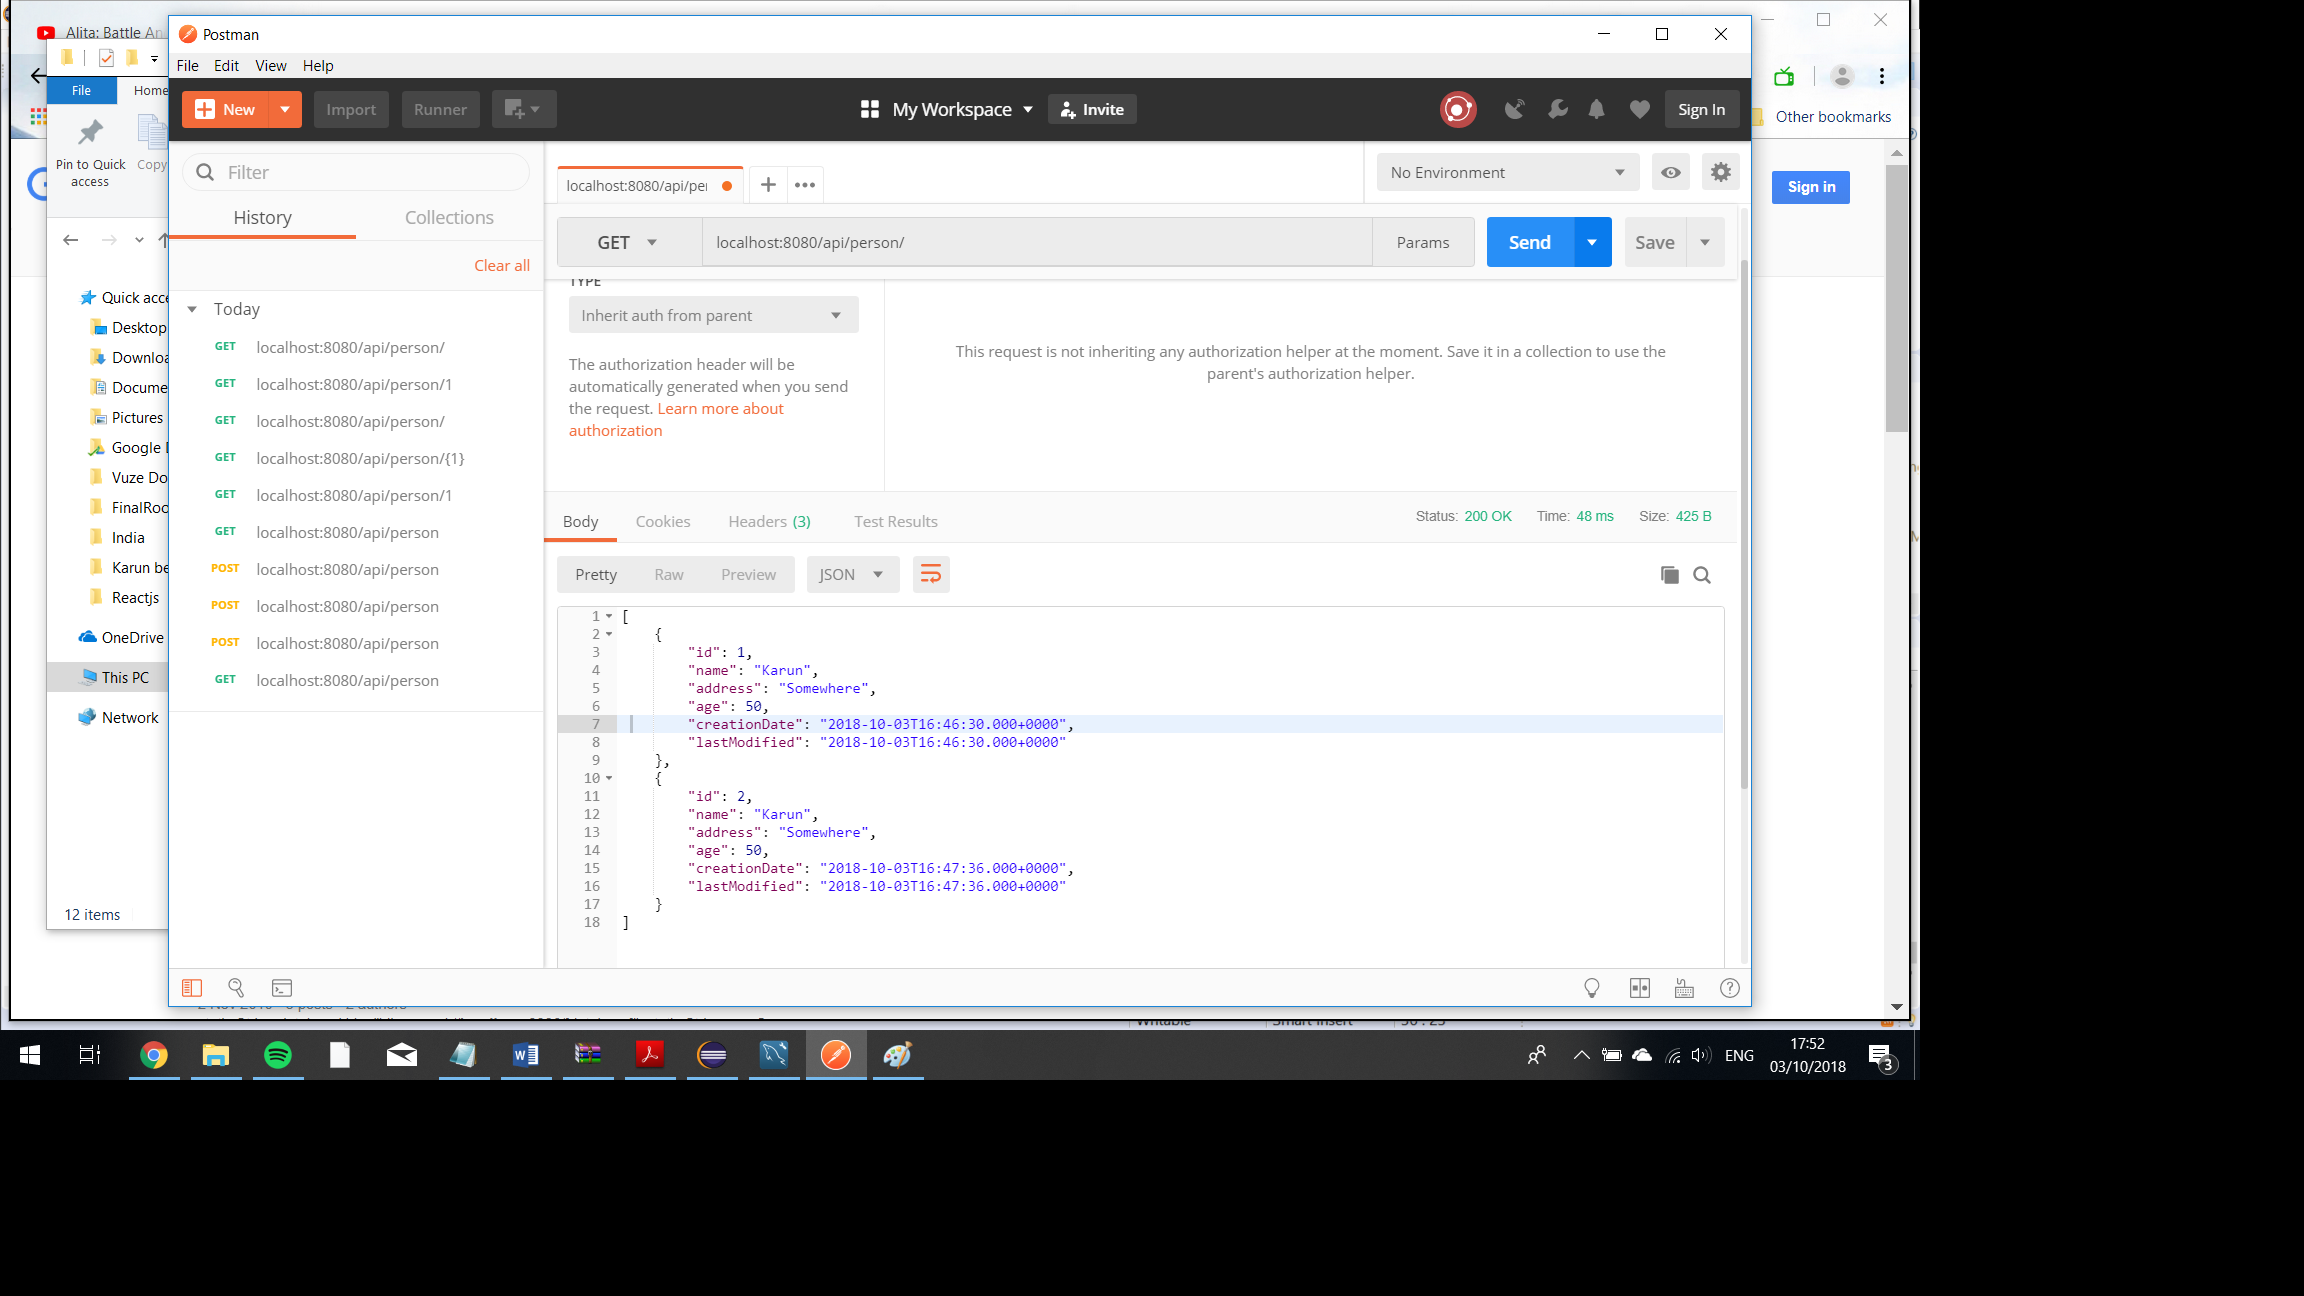 Alita: Battle An
Postman
File Edit View Help
File Home
New Import Runner My Workspace Invite Sign In
Other bookmarks
Pin to Quick access
Copy
Filter
localhost:8080/api/per
No Environment
Sign in
History Collections
GET localhost:8080/api/person/ Params Send Save
Clear all
TYPE
Inherit auth from parent
The authorization header will be
automatically generated when you send
the request. Learn more about
authorization
This request is not inheriting any authorization helper at the moment. Save it in a collection to use the
parent's authorization helper.
Quick acce
Desktop
Downloa
Docume
Pictures
Google
Vuze Do
FinalRoo
India
Karun be
Reactjs
OneDrive
This PC
Network
12 items
Today
GET localhost:8080/api/person/
GET localhost:8080/api/person/1
GET localhost:8080/api/person/
GET localhost:8080/api/person/{1}
GET localhost:8080/api/person/1
GET localhost:8080/api/person
POST localhost:8080/api/person
POST localhost:8080/api/person
POST localhost:8080/api/person
GET localhost:8080/api/person
Body Cookies Headers (3) Test Results Status: 200 OK Time: 48 ms Size: 425 B
Pretty Raw Preview JSON
1 [
2 {
3 "id": 1,
4 "name": "Karun",
5 "address": "Somewhere",
6 "age": 50,
7 "creationDate": "2018-10-03T16:46:30.000+0000",
8 "lastModified": "2018-10-03T16:46:30.000+0000"
9 },
10 {
11 "id": 2,
12 "name": "Karun",
13 "address": "Somewhere",
14 "age": 50,
15 "creationDate": "2018-10-03T16:47:36.000+0000",
16 "lastModified": "2018-10-03T16:47:36.000+0000"
17 }
18 ]
Writable Smart Insert
ENG
17:52
03/10/2018
3